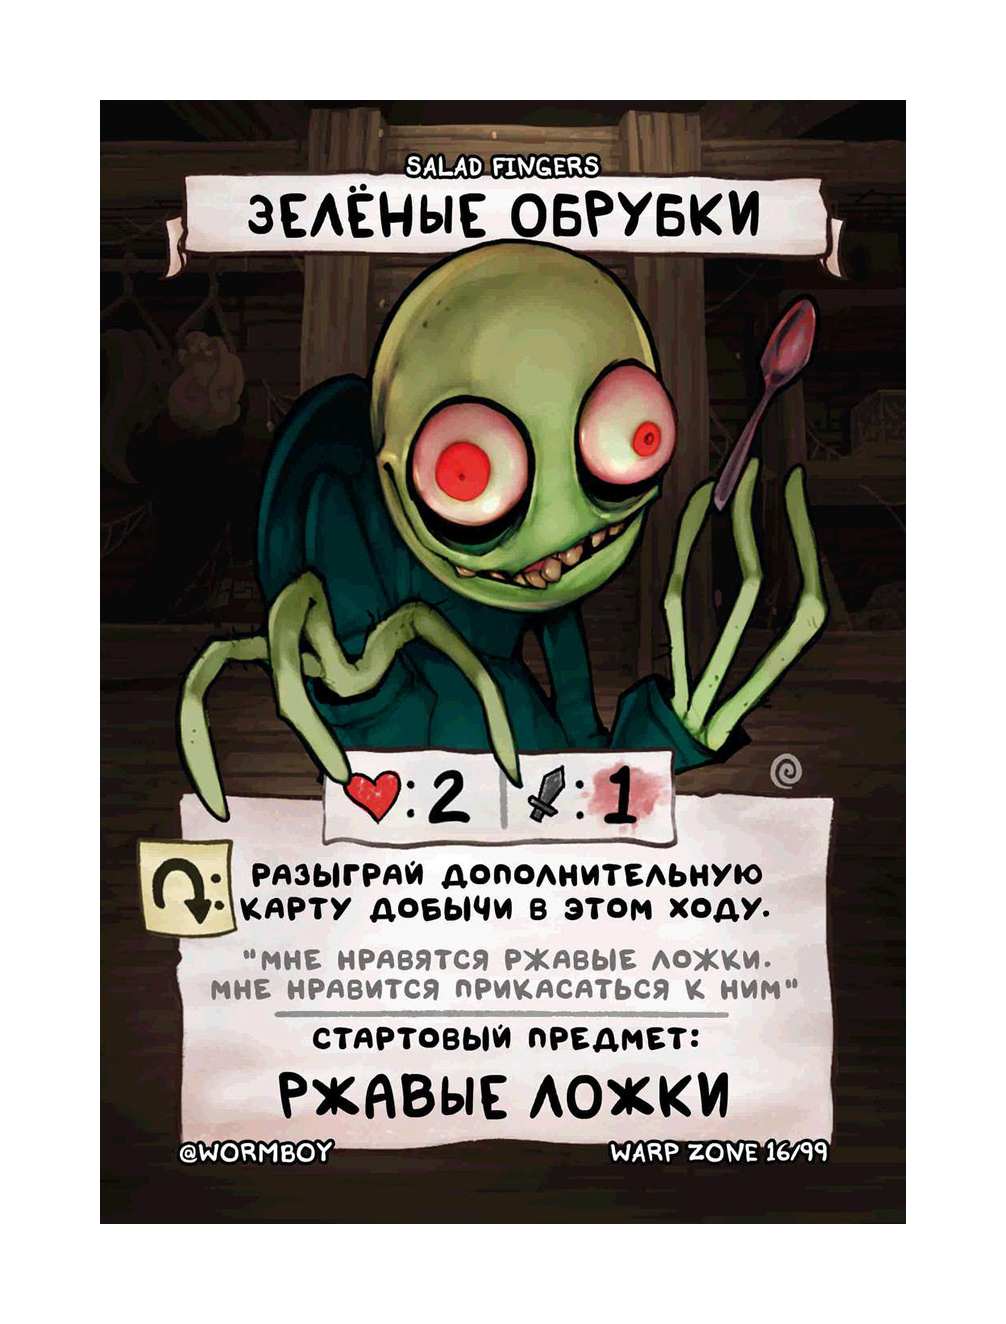 SALAD FINGERS
ЗЕЛЁНЫЕ ОБРУБКИ
:2
:1
РАЗЫГРАЙ ДОПОЛНИТЕЛЬНУЮ
КАРТУ ДОБЫЧИ В ЭТОМ ХОДУ.
"МНЕ НРАВЯТСЯ РЖАВЫЕ ЛОЖКИ.
МНЕ НРАВИТСЯ ПРИКАСАТЬСЯ К НИМ"
СТАРТОВЫЙ ПРЕДМЕТ:
РЖАВЫЕ ЛОЖКИ
@WORMBOY
WARP ZONE 16/99